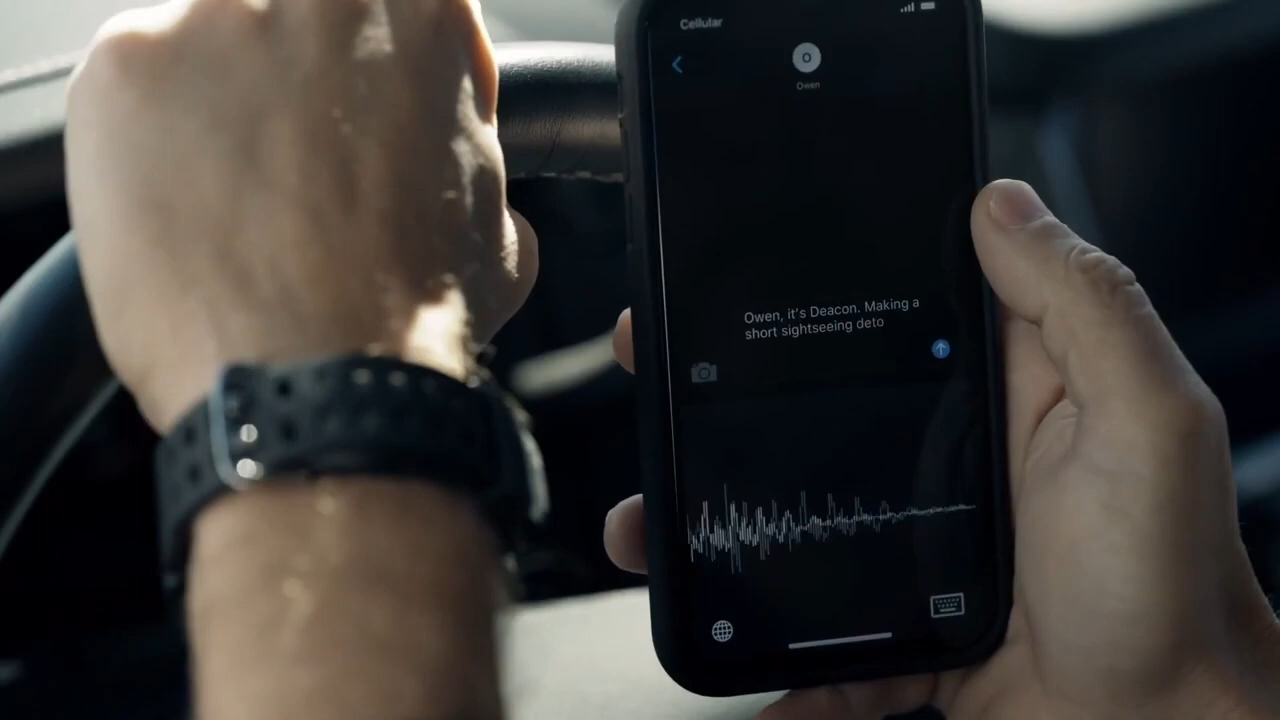 Cellular
O
Owen
Owen, it's Deacon. Making a
short sightseeing deto